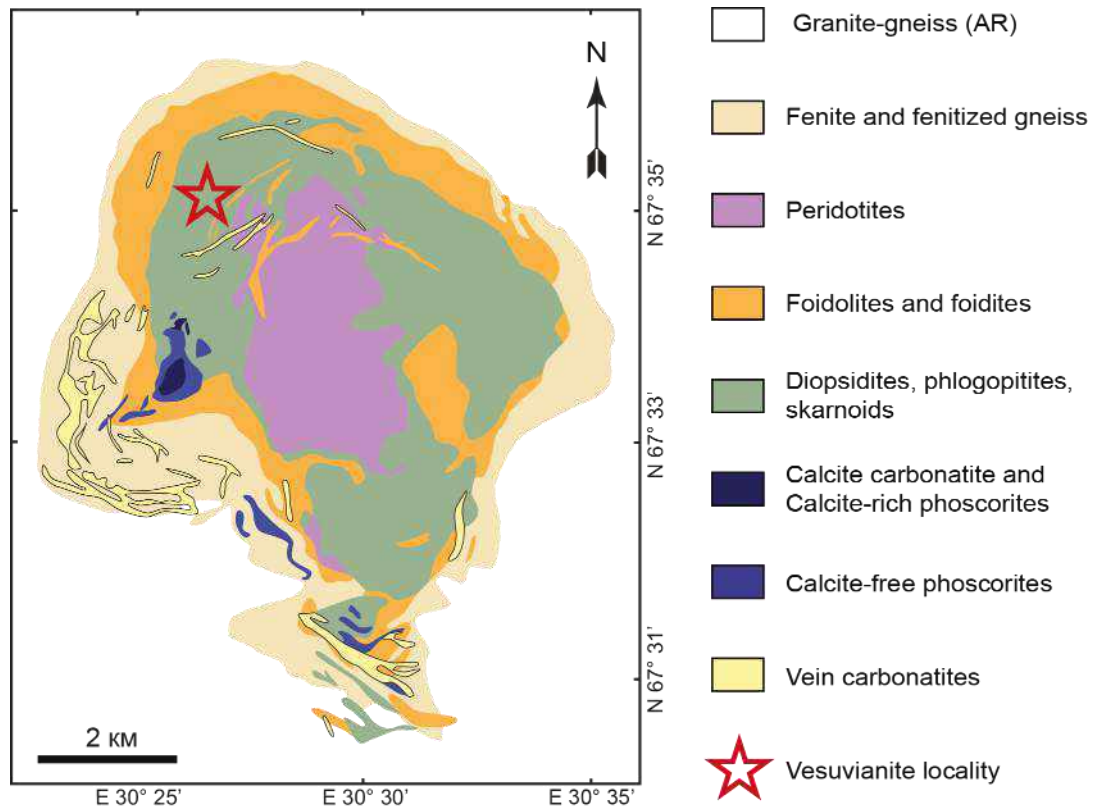 N
N 67° 35’
N 67° 33’
N 67° 31’
2 км
E 30° 25’
E 30° 30’
E 30° 35’
Granite-gneiss (AR)
Fenite and fenitized gneiss
Peridotites
Foidolites and foidites
Diopsidites, phlogopitites,
skarnoids
Calcite carbonatite and
Calcite-rich phoscorites
Calcite-free phoscorites
Vein carbonatites
Vesuvianite locality